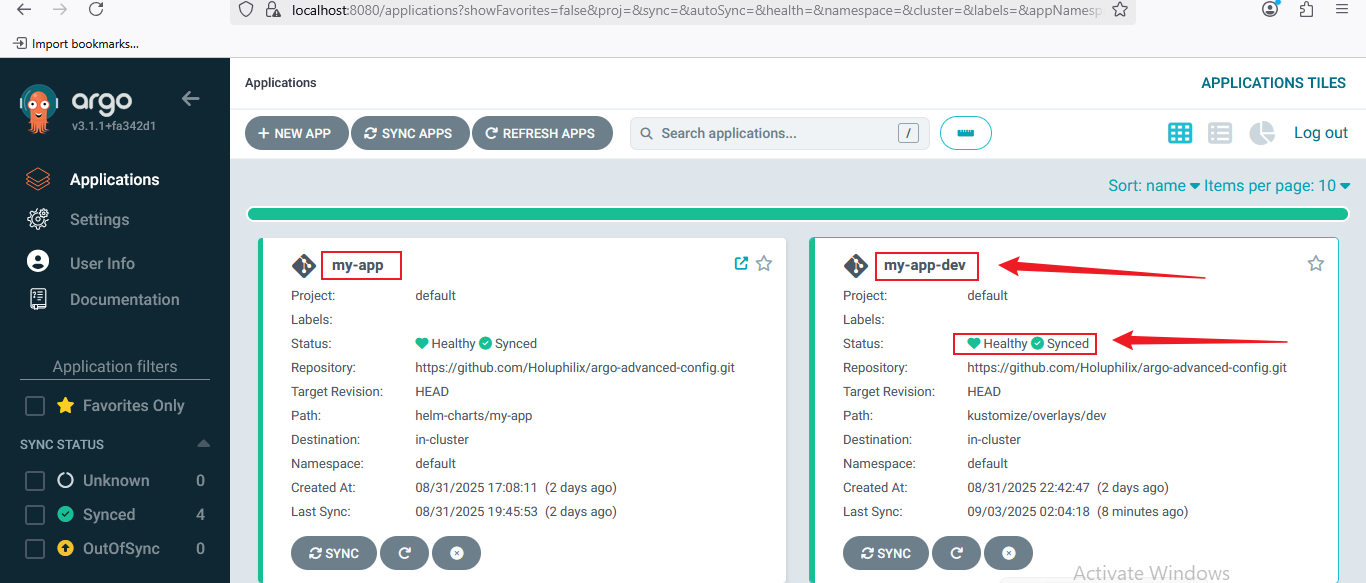 localhost:8080/applications?showFavorites=false&proj=&sync=&autoSync=&health=&namespace=&cluster=&labels=&appNamesp
Import bookmarks...
argo
v3.1.1+fa342d1
Applications
Settings
User Info
Documentation
Application filters
Favorites Only
SYNC STATUS
Unknown 0
Synced 4
OutOfSync 0
Applications
APPLICATIONS TILES
NEW APP SYNC APPS REFRESH APPS Search applications... / Log out
Sort: name Items per page: 10
my-app
Project: default
Labels:
Status: Healthy Synced
Repository: https://github.com/Holuphilix/argo-advanced-config.git
Target Revision: HEAD
Path: helm-charts/my-app
Destination: in-cluster
Namespace: default
Created At: 08/31/2025 17:08:11 (2 days ago)
Last Sync: 08/31/2025 19:45:53 (2 days ago)
SYNC
my-app-dev
Project: default
Labels:
Status: Healthy Synced
Repository: https://github.com/Holuphilix/argo-advanced-config.git
Target Revision: HEAD
Path: kustomize/overlays/dev
Destination: in-cluster
Namespace: default
Created At: 08/31/2025 22:42:47 (2 days ago)
Last Sync: 09/03/2025 02:04:18 (8 minutes ago)
SYNC
Activate Windows